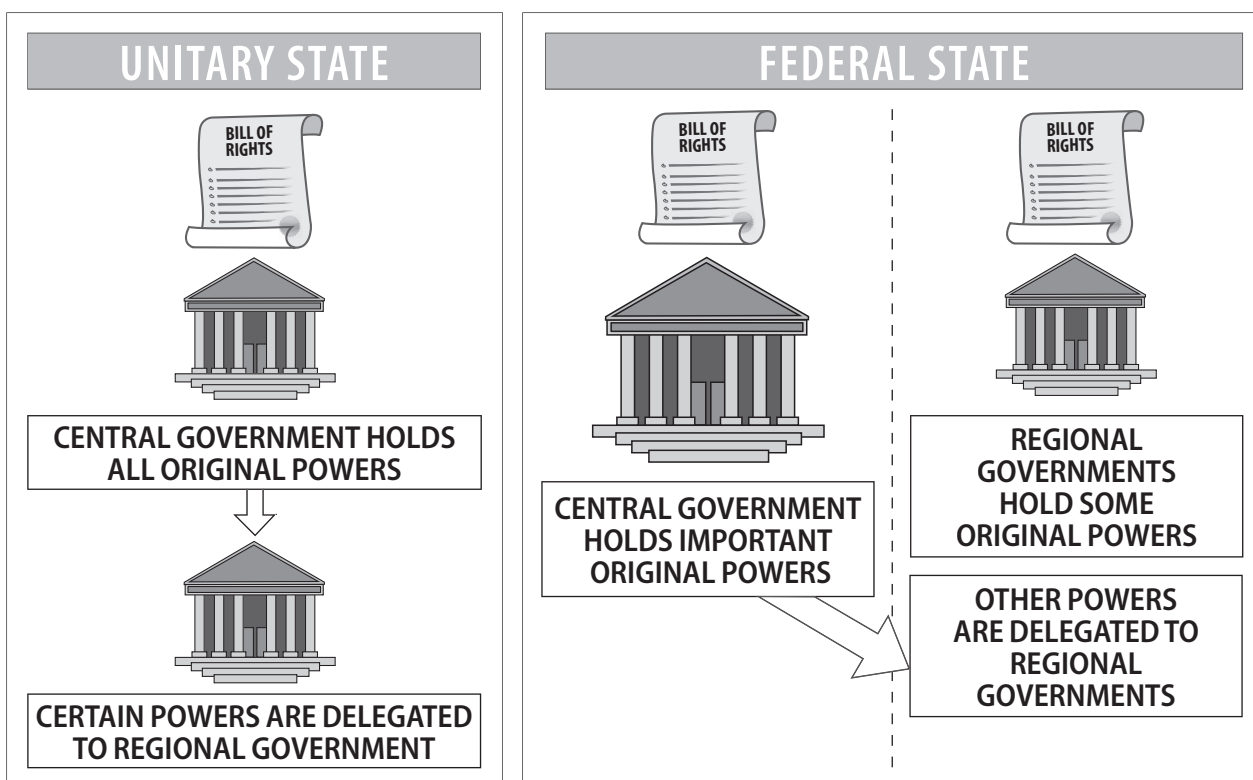 UNITARY STATE
BILL OF
RIGHTS
CENTRAL GOVERNMENT HOLDS
ALL ORIGINAL POWERS
CERTAIN POWERS ARE DELEGATED
TO REGIONAL GOVERNMENT
FEDERAL STATE
BILL OF
RIGHTS
CENTRAL GOVERNMENT
HOLDS IMPORTANT
ORIGINAL POWERS
BILL OF
RIGHTS
REGIONAL
GOVERNMENTS
HOLD SOME
ORIGINAL POWERS
OTHER POWERS
ARE DELEGATED TO
REGIONAL
GOVERNMENTS